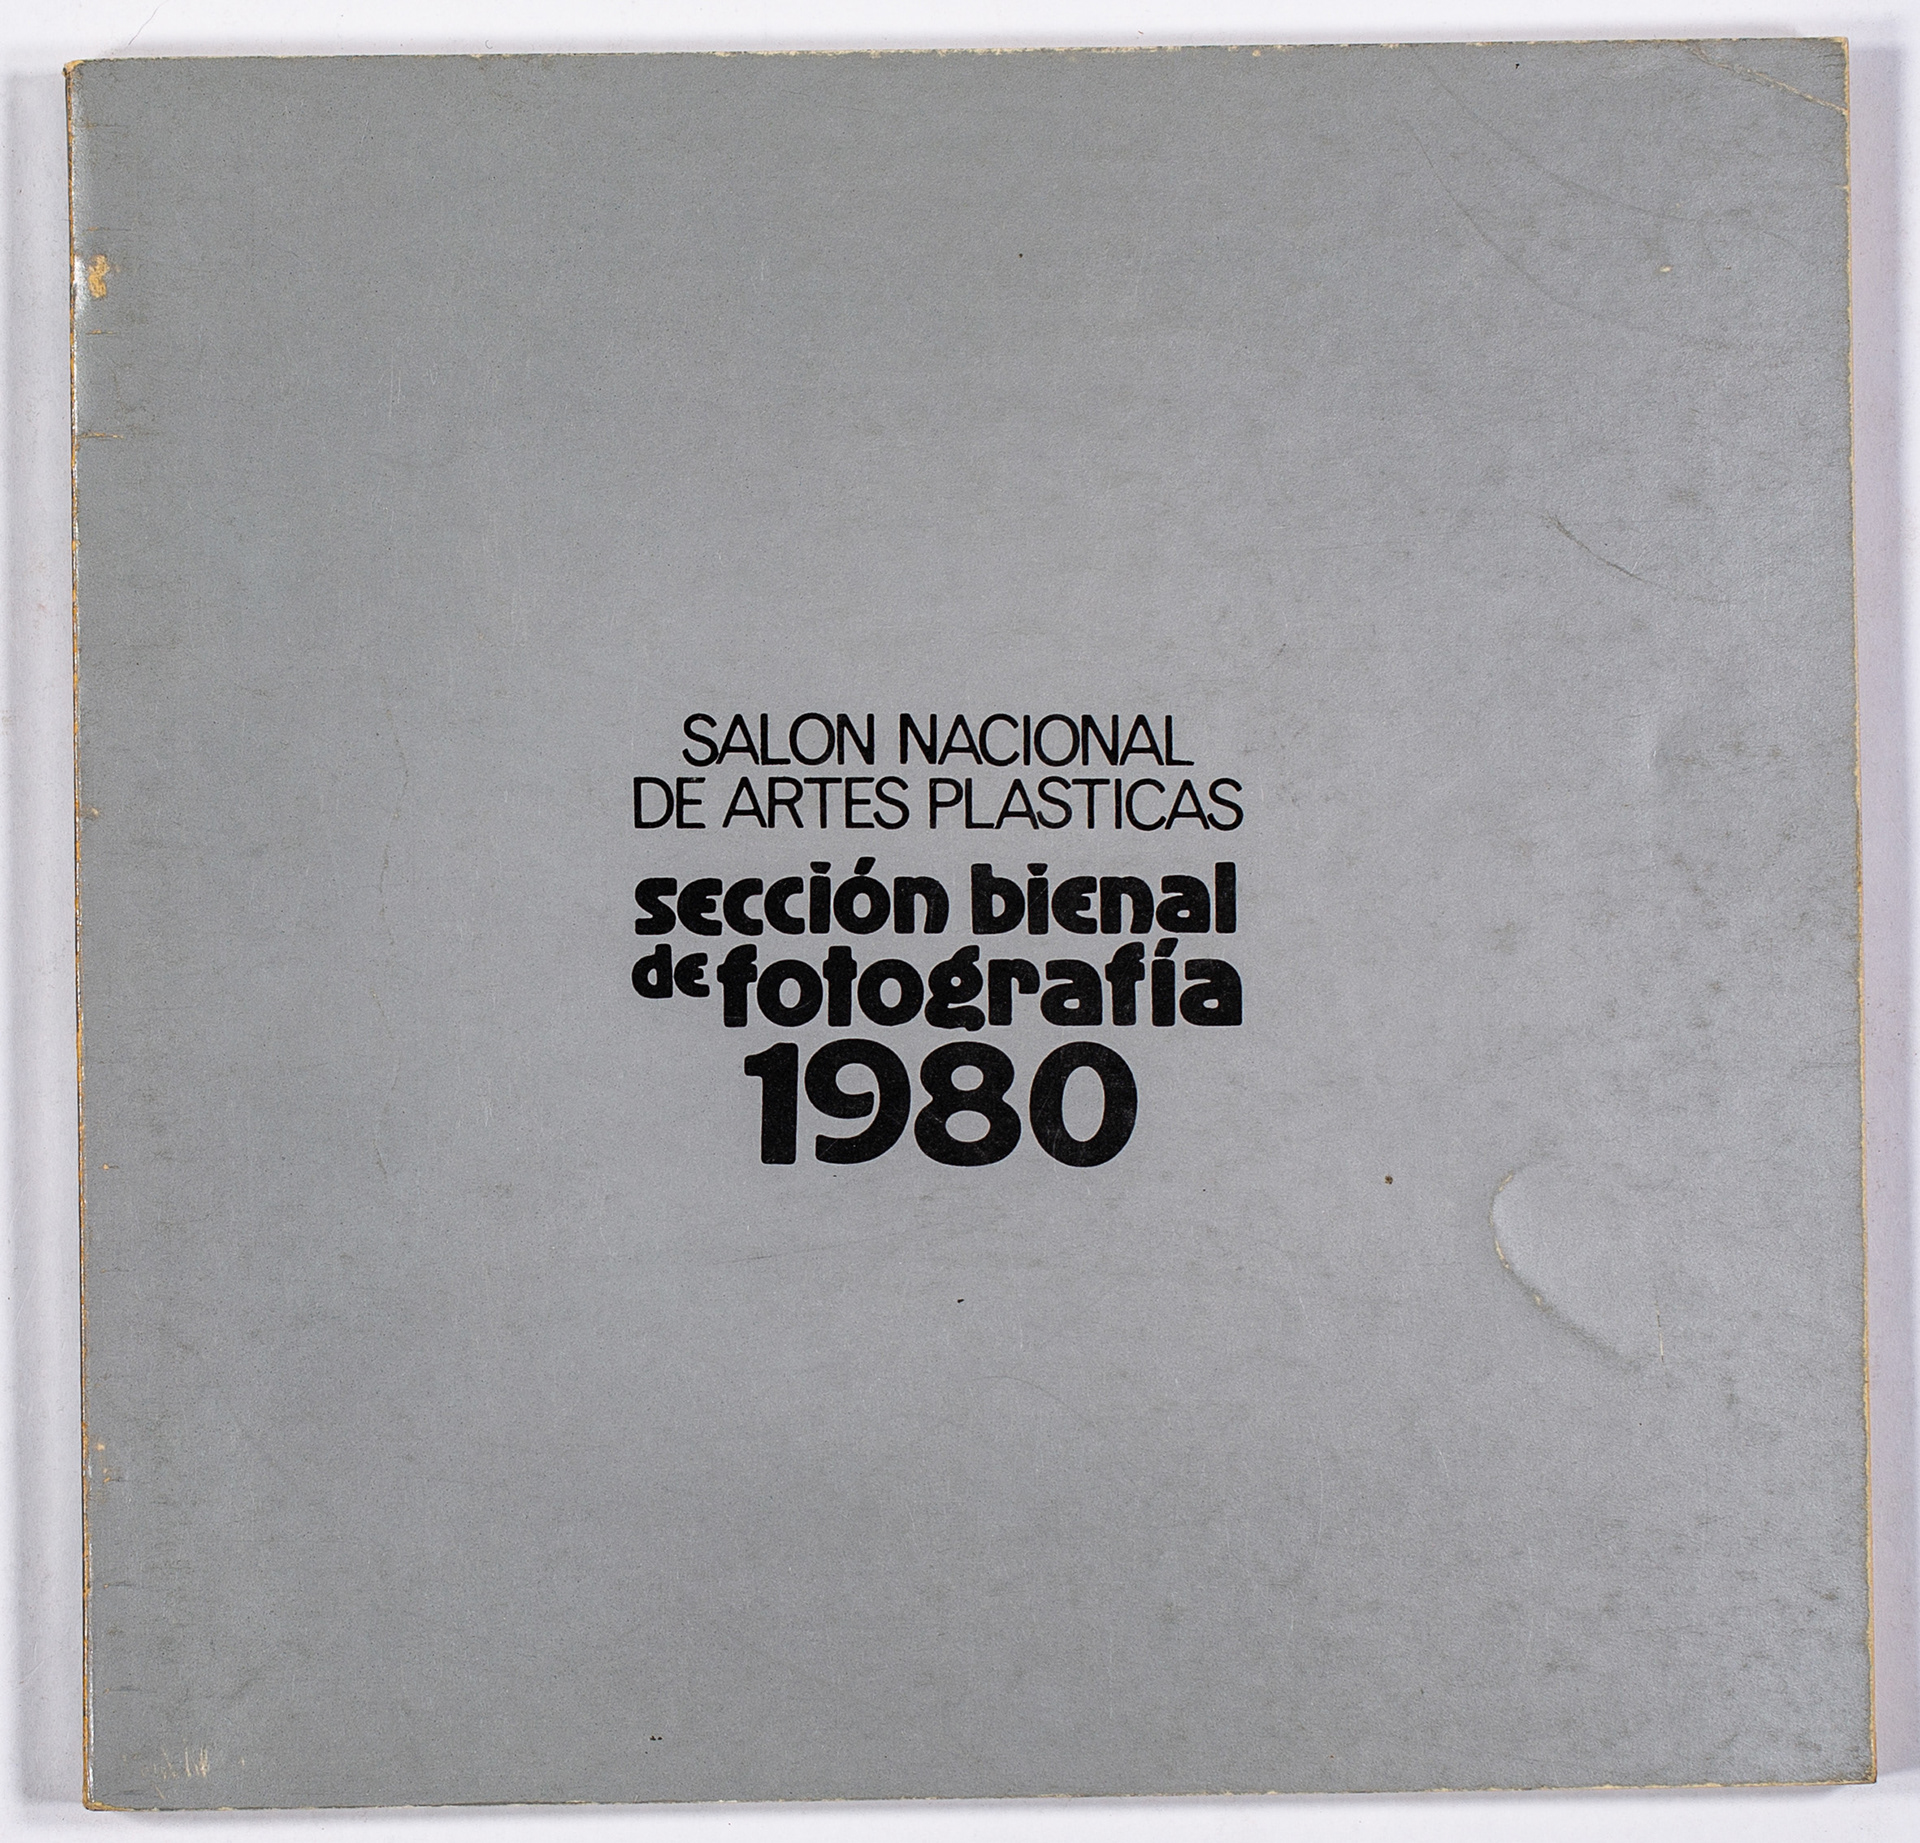 SALON NACIONAL
DE ARTES PLASTICAS
sección bienal
de fotografía
1980